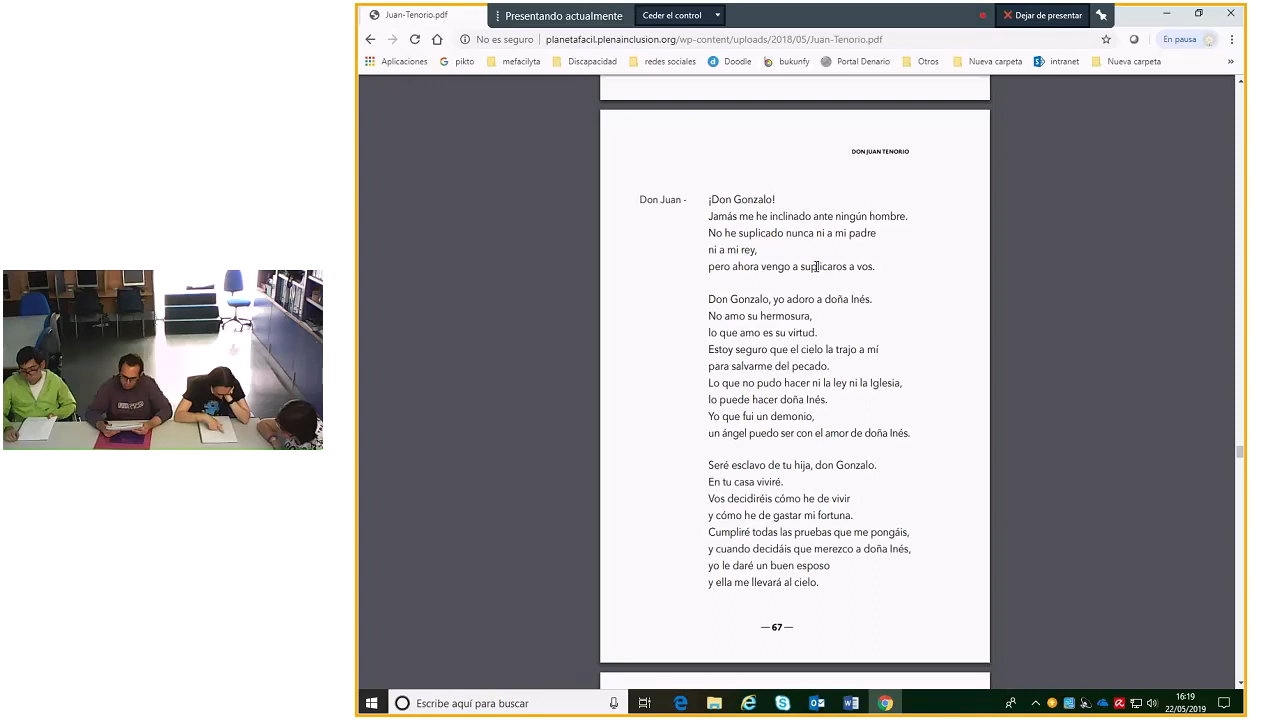 Juan-Tenorio.pdf
Presentando actualmente
Ceder el control
Dejar de presentar
No es seguro
planetafacil.plenainclusion.org/wp-content/uploads/2018/05/Juan-Tenorio.pdf
En pausa
Aplicaciones
pikto
mefacilyta
Discapacidad
redes sociales
Doodle
bukunfy
Portal Denario
Otros
Nueva carpeta
intranet
Nueva carpeta
DON JUAN TENORIO
Don Juan - ¡Don Gonzalo!
Jamás me he inclinado ante ningún hombre.
No he suplicado nunca ni a mi padre
ni a mi rey,
pero ahora vengo a suplicaros a vos.
Don Gonzalo, yo adoro a doña Inés.
No amo su hermosura,
lo que amo es su virtud.
Estoy seguro que el cielo la trajo a mí
para salvarme del pecado.
Lo que no pudo hacer ni la ley ni la Iglesia,
lo puede hacer doña Inés.
Yo que fui un demonio,
un ángel puedo ser con el amor de doña Inés.
Seré esclavo de tu hija, don Gonzalo.
En tu casa viviré.
Vos decidiréis cómo he de vivir
y cómo he de gastar mi fortuna.
Cumpliré todas las pruebas que me pongáis,
y cuando decidáis que merezco a doña Inés,
yo le daré un buen esposo
y ella me llevará al cielo.
— 67 —
Escribe aquí para buscar
16:19
22/05/2019